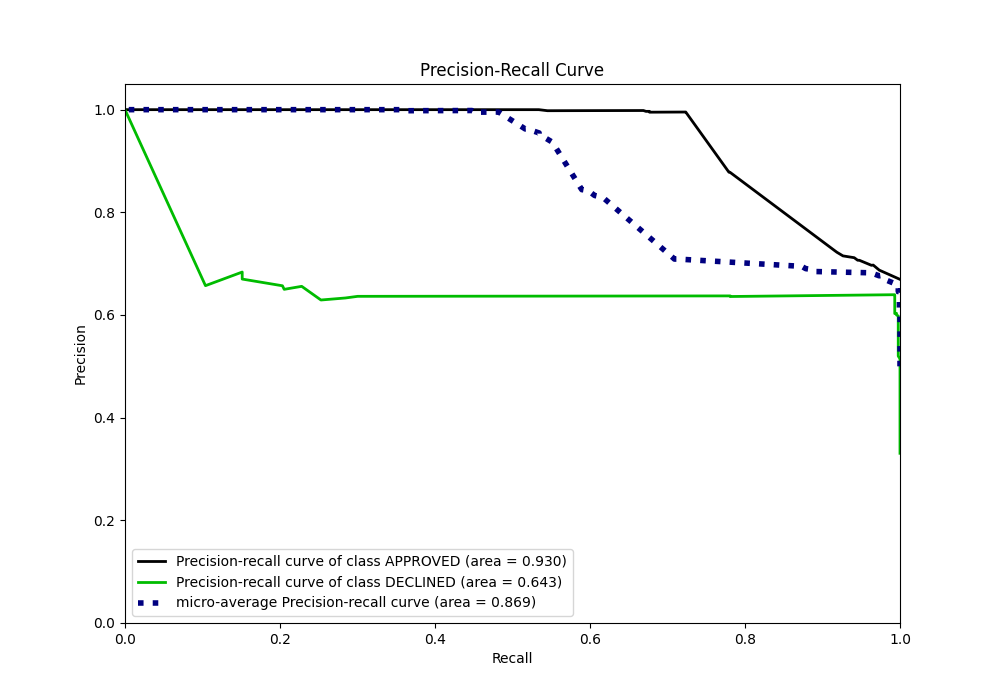 Precision-Recall Curve
1.0
0.8
0.6
0.4
0.2
0.0
Precision
Precision-recall curve of class APPROVED (area = 0.930)
Precision-recall curve of class DECLINED (area = 0.643)
micro-average Precision-recall curve (area = 0.869)
0.0 0.2 0.4 0.6 0.8 1.0
Recall